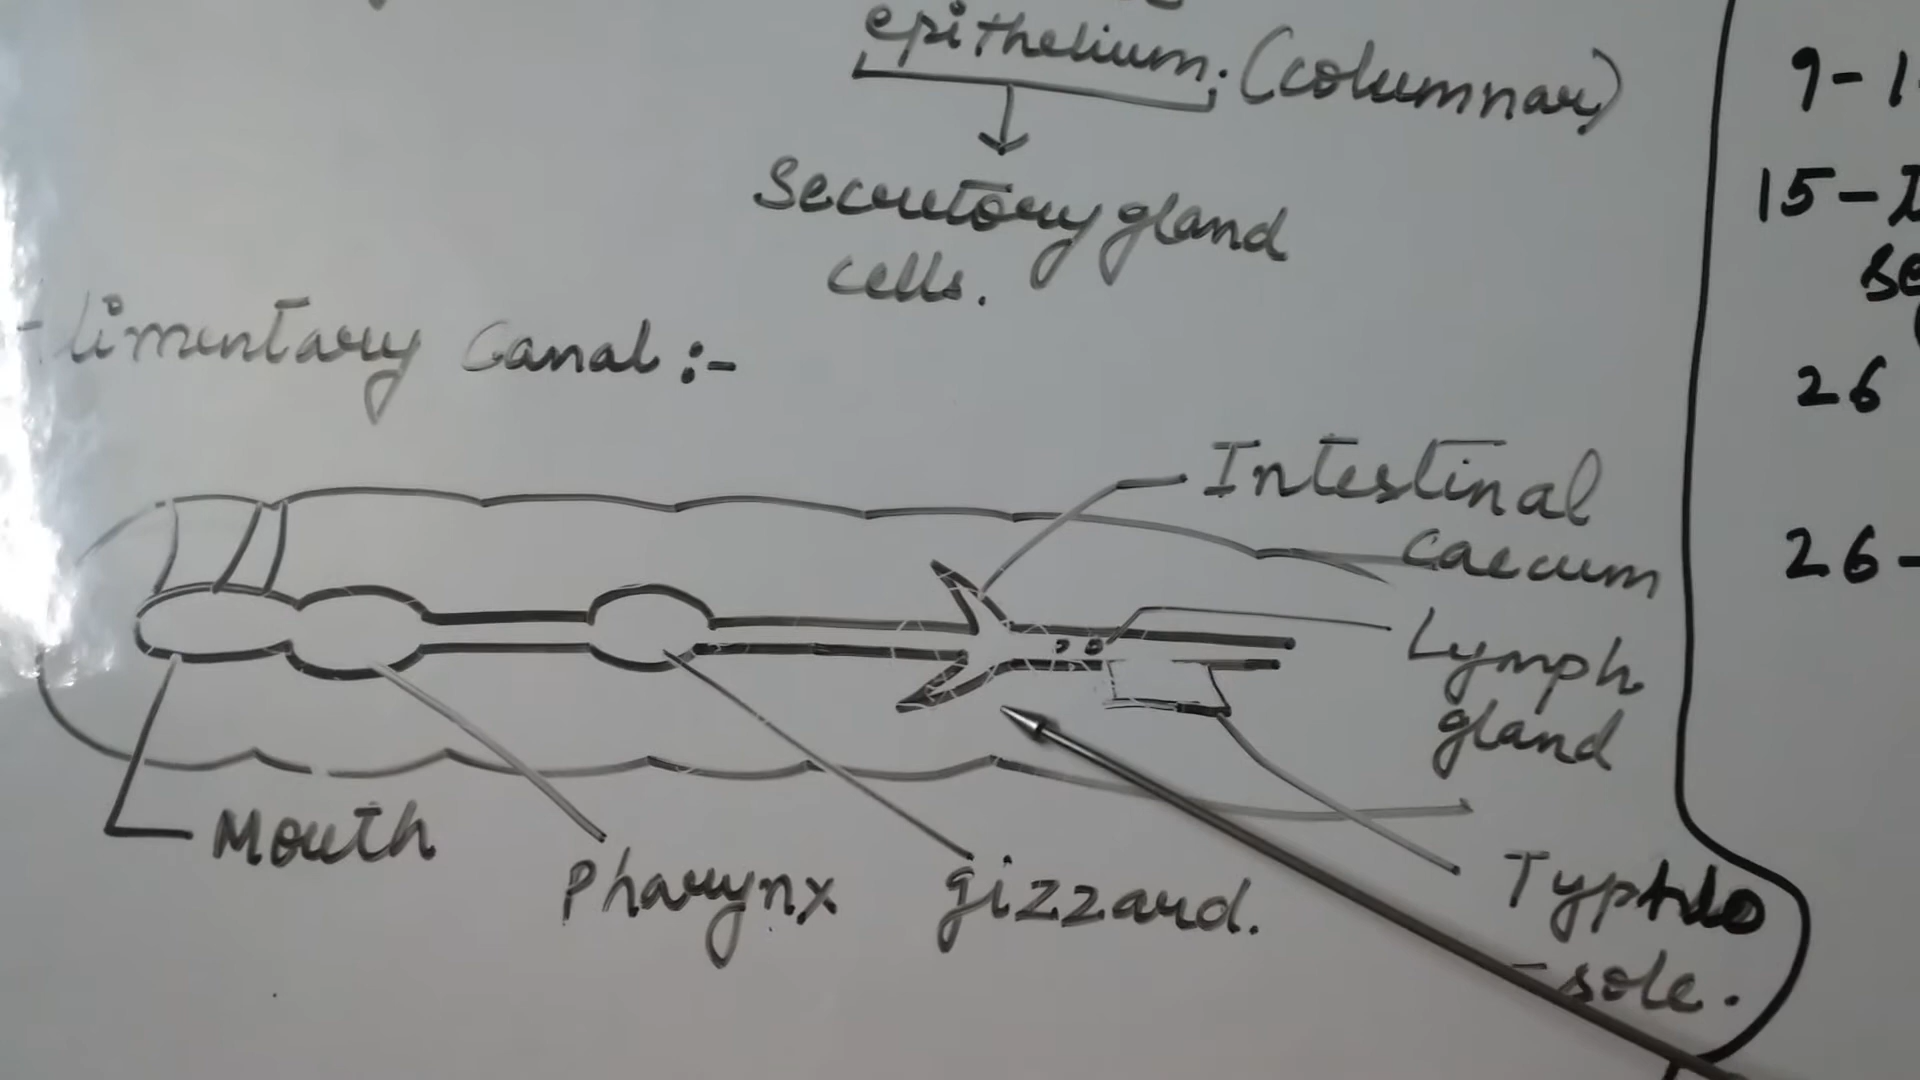 epithelium. (columnar)
Secretory gland
cells.
Alimentary Canal :-
Intestinal
caecum
Lymph
gland
Mouth
Pharynx
gizzard.
Typhlo
-sole.
9-1
15-
26
26-